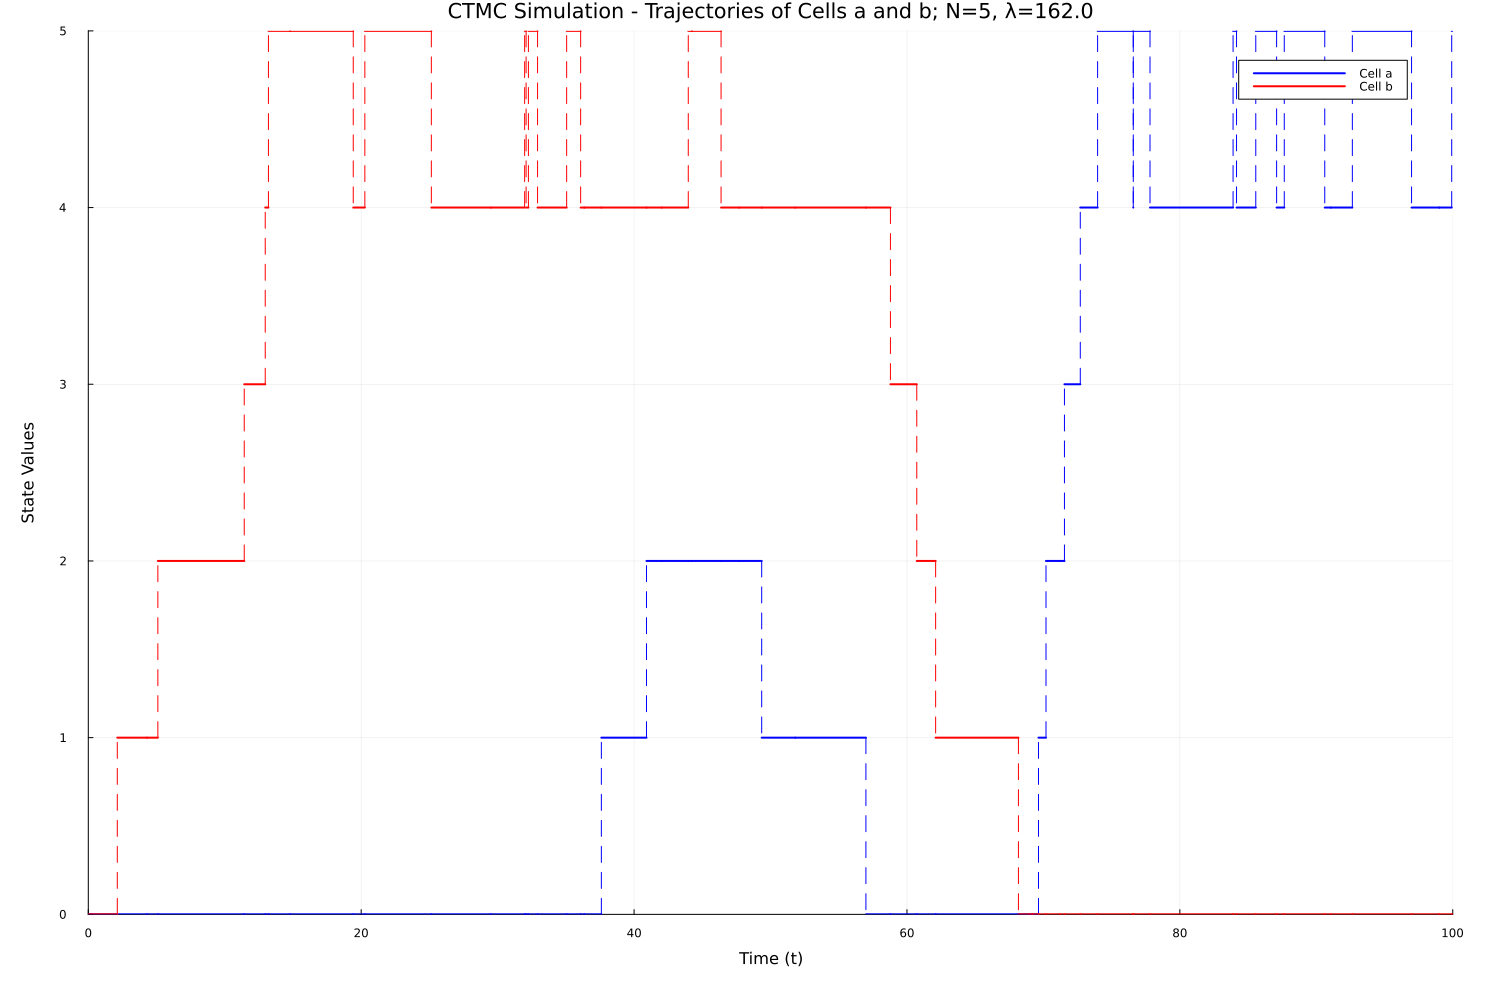 CTMC Simulation - Trajectories of Cells a and b; N=5, λ=162.0
5
Cell a
Cell b
4
3
State Values
2
1
0
0 20 40 60 80 100
Time (t)